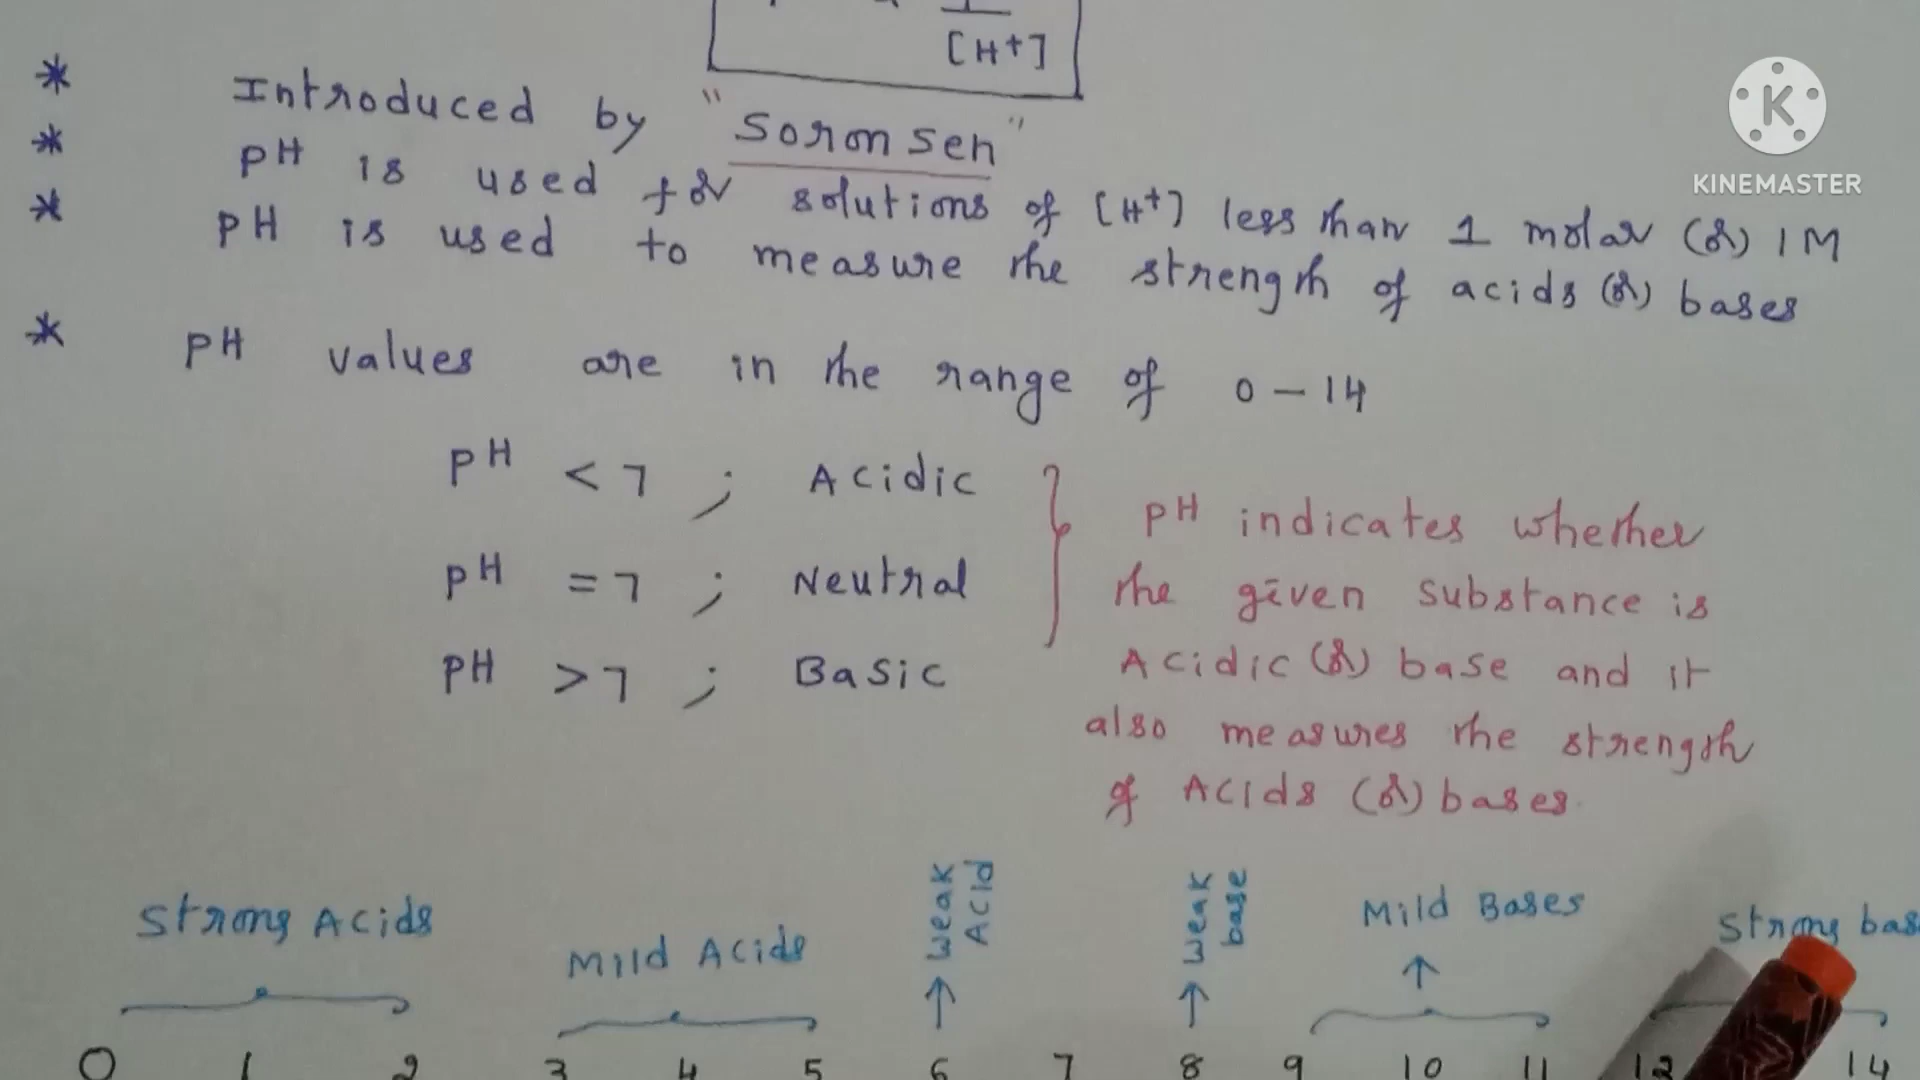 1
[H+]
* Introduced by "Soronsen"
* pH is used for solutions of [H+] less than 1 molar (or) 1M
* pH is used to measure the strength of acids (or) bases
* pH values are in the range of 0-14
pH < 7 ; Acidic
pH = 7 ; Neutral
pH > 7 ; Basic
pH indicates whether
the given substance is
Acidic (or) base and it
also measures the strength
of Acids (or) bases.
Strong Acids
Mild Acids
→ weak Acid
→ weak base
Mild Bases
↑
Strong bas
0 1 2 3 4 5 6 7 8 9 10 11 12 14
KINEMASTER